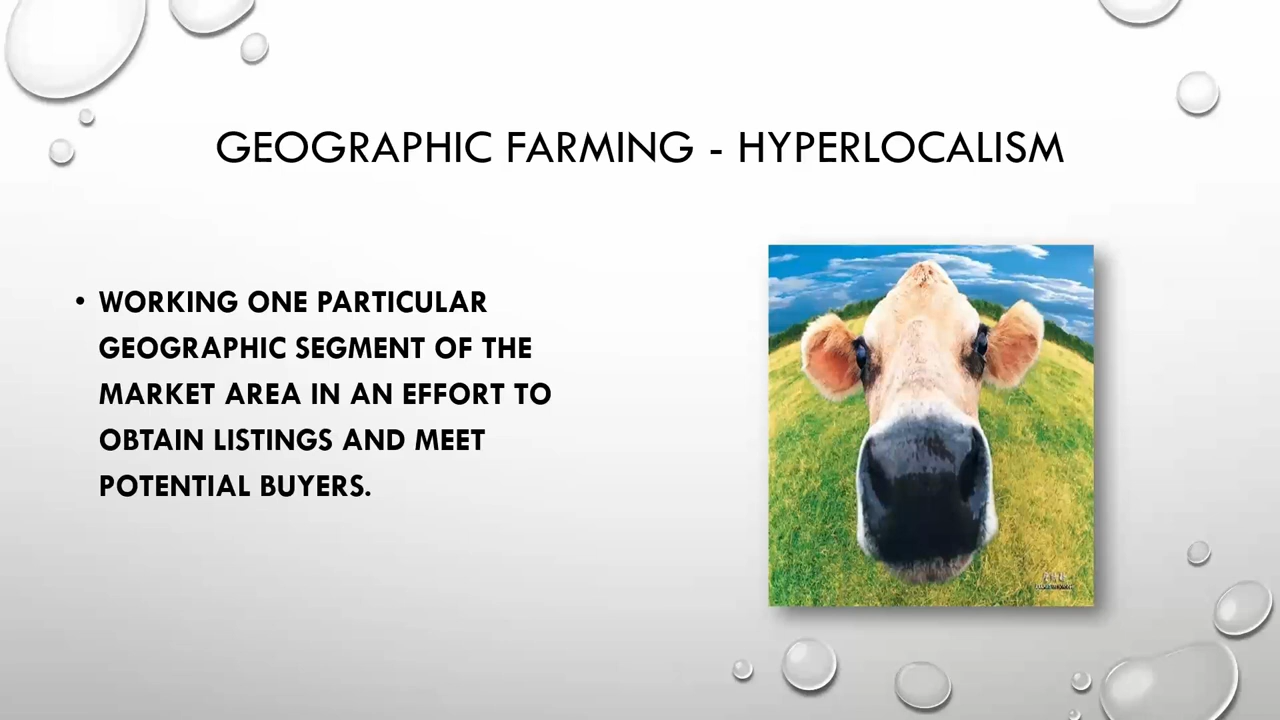 GEOGRAPHIC FARMING - HYPERLOCALISM
• WORKING ONE PARTICULAR
GEOGRAPHIC SEGMENT OF THE
MARKET AREA IN AN EFFORT TO
OBTAIN LISTINGS AND MEET
POTENTIAL BUYERS.